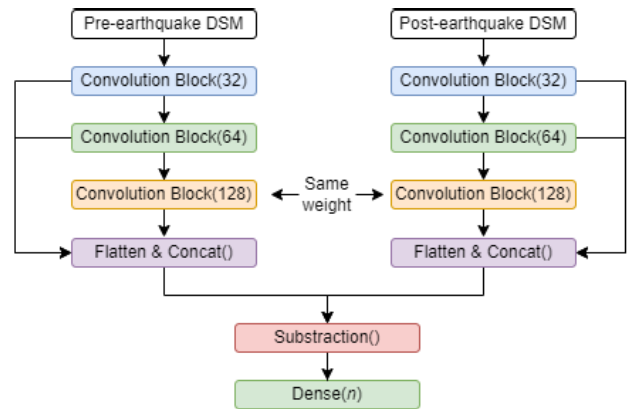 Pre-earthquake DSM
Post-earthquake DSM
Convolution Block(32)
Convolution Block(32)
Convolution Block(64)
Convolution Block(64)
Convolution Block(128)
Same
weight
Convolution Block(128)
Flatten & Concat()
Flatten & Concat()
Substraction()
Dense(n)